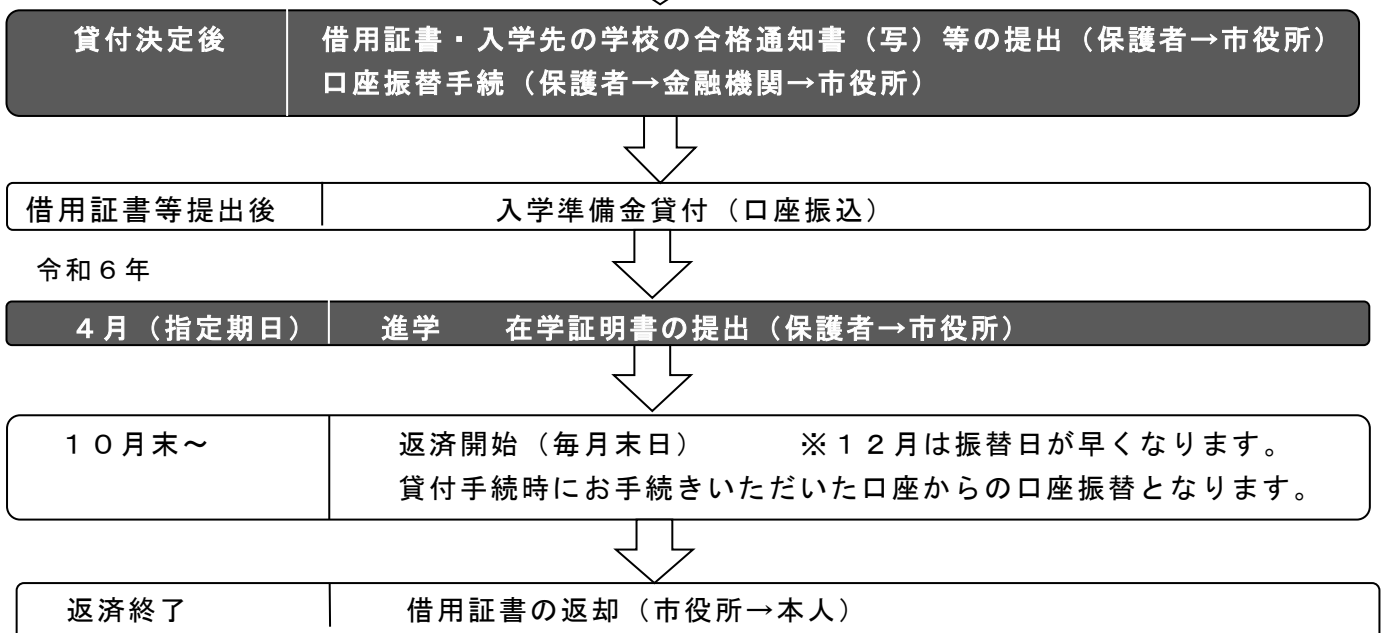 貸付決定後 借用証書・入学先の学校の合格通知書（写）等の提出（保護者→市役所）
口座振替手続（保護者→金融機関→市役所）
借用証書等提出後 入学準備金貸付（口座振込）
令和６年
４月（指定期日） 進学 在学証明書の提出（保護者→市役所）
１０月末～ 返済開始（毎月末日） ※１２月は振替日が早くなります。
貸付手続時にお手続きいただいた口座からの口座振替となります。
返済終了 借用証書の返却（市役所→本人）